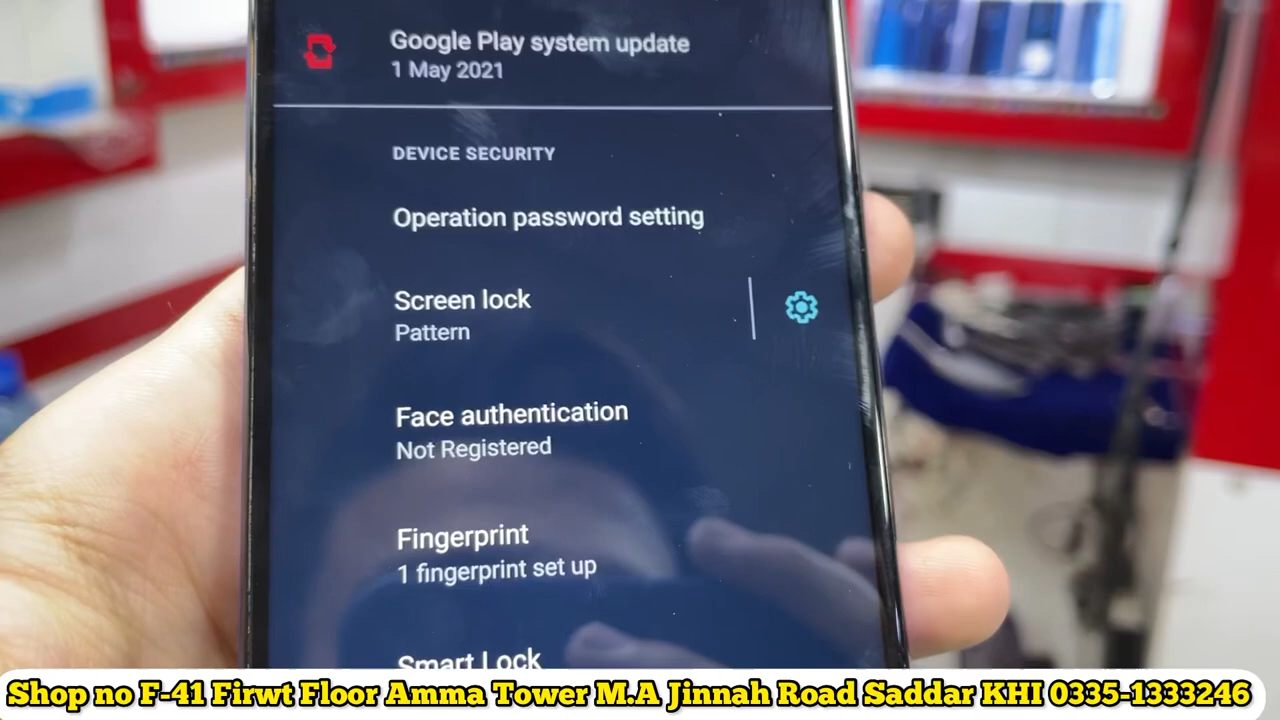 Google Play system update
1 May 2021
DEVICE SECURITY
Operation password setting
Screen lock
Pattern
Face authentication
Not Registered
Fingerprint
1 fingerprint set up
Smart Lock
Shop no F-41 Firwt Floor Amma Tower M.A Jinnah Road Saddar KHI 0335-1333246